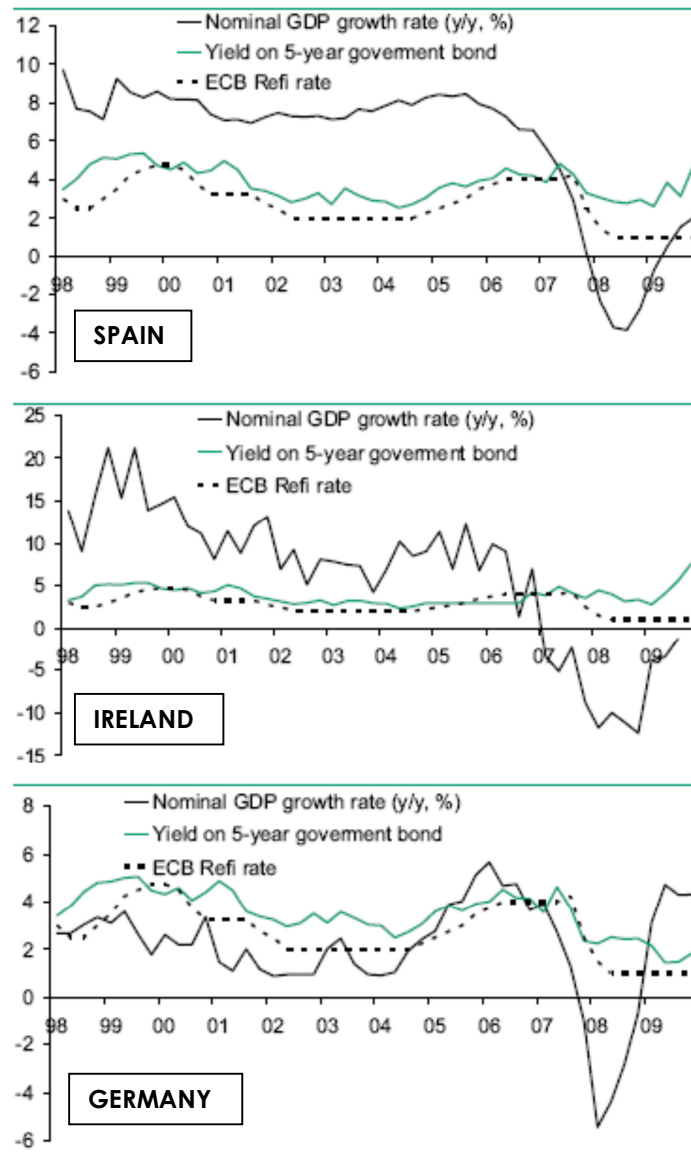 Nominal GDP growth rate (y/y, %)
Yield on 5-year goverment bond
ECB Refi rate
12
10
8
6
4
2
0
-2
-4
-6
98 99 00 01 02 03 04 05 06 07 08 09
SPAIN
Nominal GDP growth rate (y/y, %)
Yield on 5-year goverment bond
ECB Refi rate
25
20
15
10
5
0
-5
-10
-15
98 99 00 01 02 03 04 05 06 07 08 09
IRELAND
Nominal GDP growth rate (y/y, %)
Yield on 5-year goverment bond
ECB Refi rate
8
6
4
2
0
-2
-4
-6
98 99 00 01 02 03 04 05 06 07 08 09
GERMANY